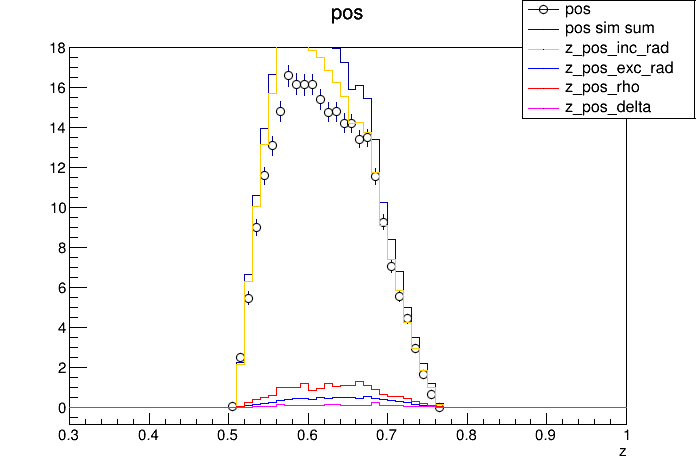 pos
pos
pos sim sum
z_pos_inc_rad
z_pos_exc_rad
z_pos_rho
z_pos_delta
18
16
14
12
10
8
6
4
2
0
0.3 0.4 0.5 0.6 0.7 0.8 0.9 1
z